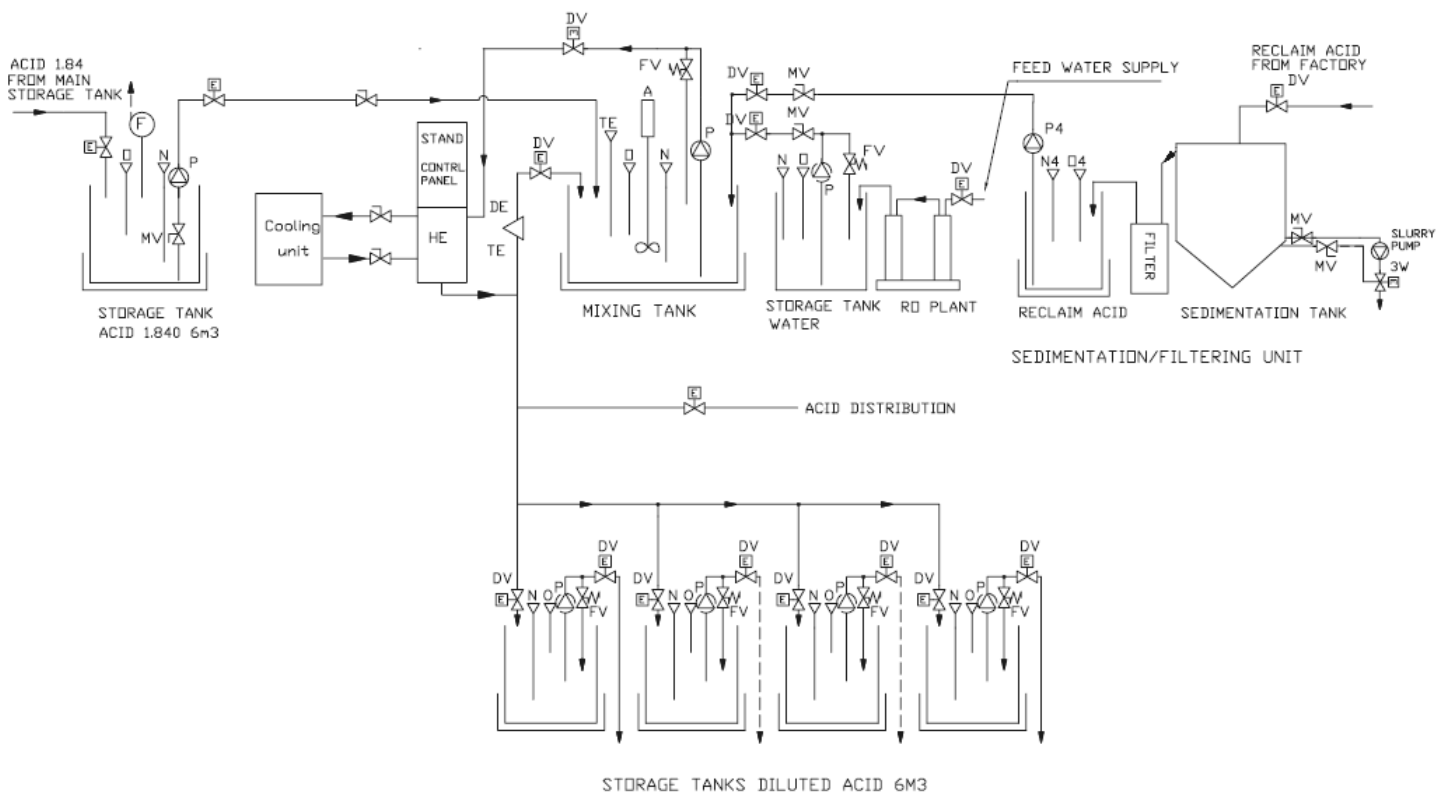 ACID 1.84
FROM MAIN
STORAGE TANK
E
E
F
O
N
P
MV
STORAGE TANK
ACID 1.840 6m3
Cooling
unit
STAND
CONTRL
PANEL
HE
DV
M
FV
A
TE
O
N
P
DV
E
DE
TE
MIXING TANK
DV
E
MV
DV
E
MV
N
O
P
FV
STORAGE TANK
WATER
FEED WATER SUPPLY
DV
E
RO PLANT
P4
N4
O4
RECLAIM ACID
FILTER
RECLAIM ACID
FROM FACTORY
DV
E
MV
MV
SLURRY
PUMP
3W
M
SEDIMENTATION TANK
SEDIMENTATION/FILTERING UNIT
E
ACID DISTRIBUTION
DV
E
N
O
P
DV
E
FV
DV
E
N
O
P
DV
E
FV
DV
E
N
O
P
DV
E
FV
DV
E
N
O
P
DV
E
FV
STORAGE TANKS DILUTED ACID 6M3